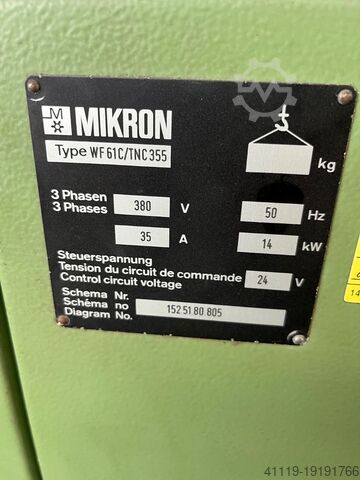 M MIKRON
Type WF 61C/TNC 355
kg
3 Phasen
3 Phases 380 V 50 Hz
35 A 14 kW
Steuerspannung
Tension du circuit de commande
Control circuit voltage 24 V
Schema Nr.
Schéma no 152 51 80 805
Diagram No.
14
41119-19191766